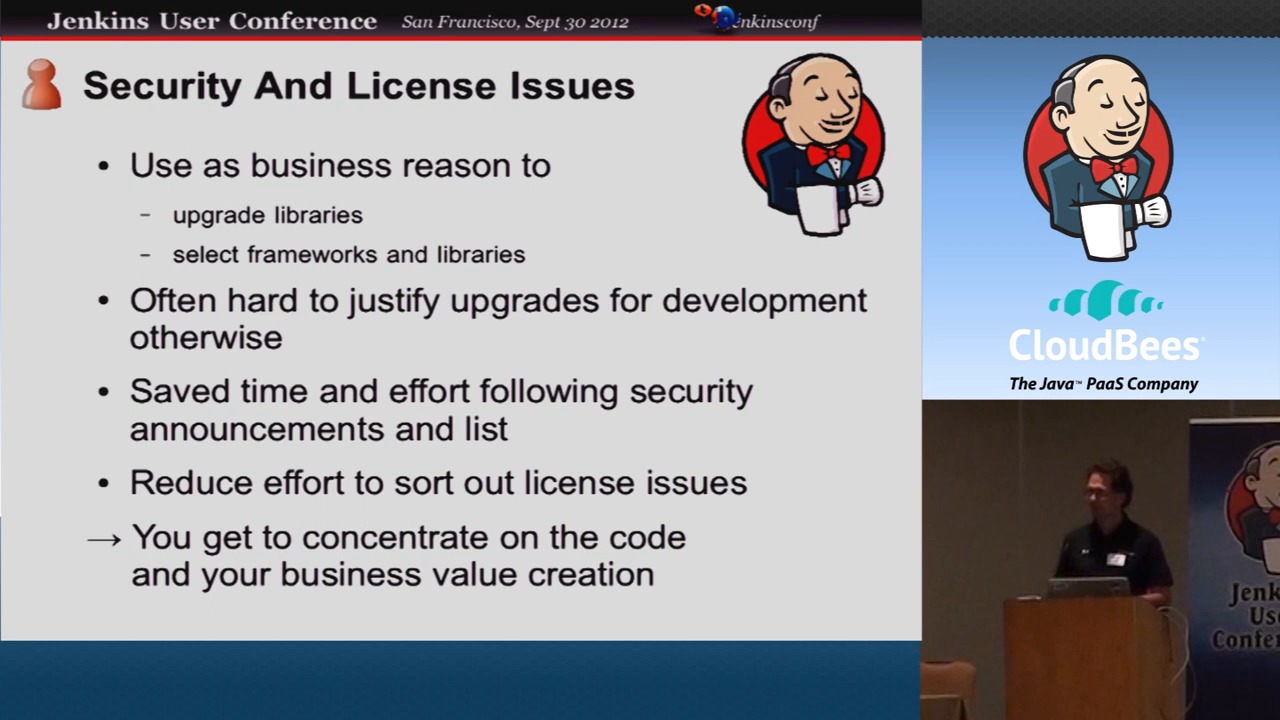 Jenkins User Conference San Francisco, Sept 30 2012 enkinsconf
Security And License Issues
• Use as business reason to
- upgrade libraries
- select frameworks and libraries
• Often hard to justify upgrades for development
otherwise
• Saved time and effort following security
announcements and list
• Reduce effort to sort out license issues
→ You get to concentrate on the code
and your business value creation
CloudBees
The Java™ PaaS Company
Jenk
Us
Confer